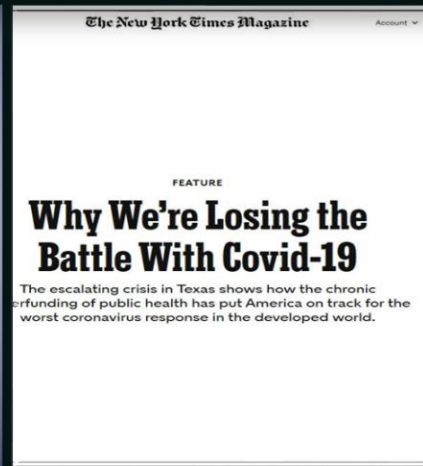 The New York Times Magazine
Account
FEATURE
Why We're Losing the
Battle With Covid-19
The escalating crisis in Texas shows how the chronic
erfunding of public health has put America on track for the
worst coronavirus response in the developed world.